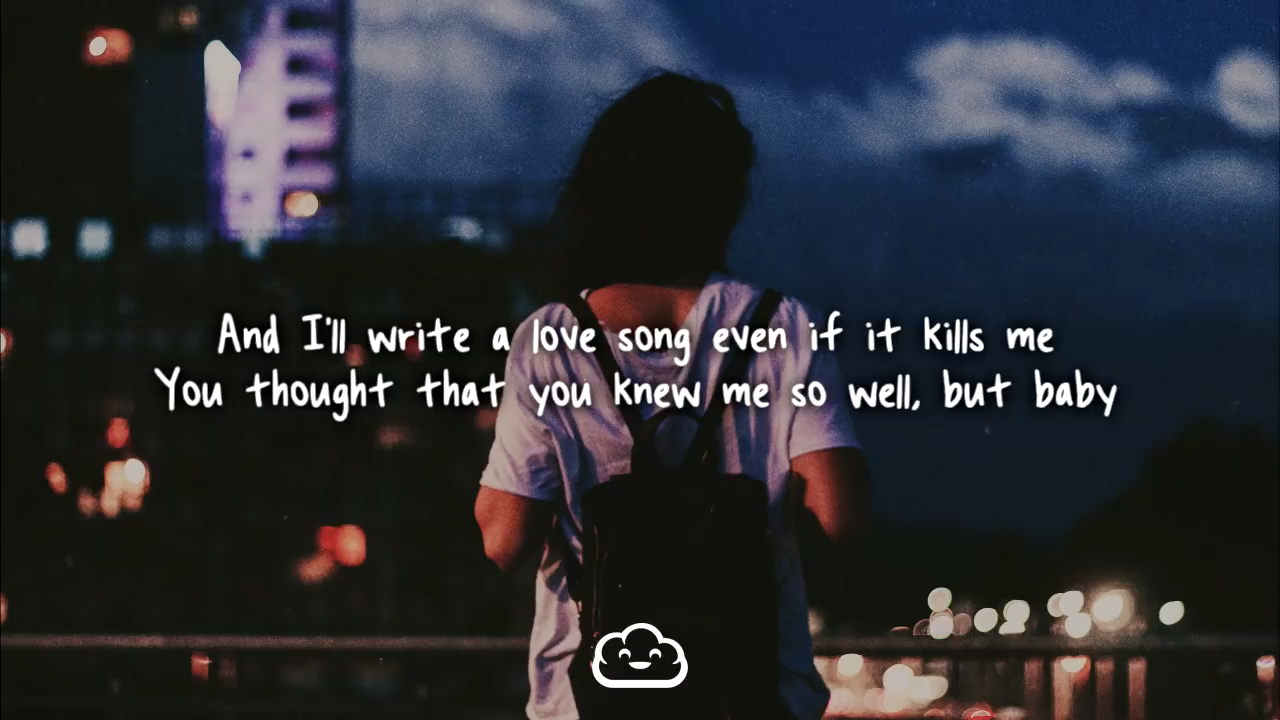 And I'll write a love song even if it kills me
You thought that you knew me so well, but baby